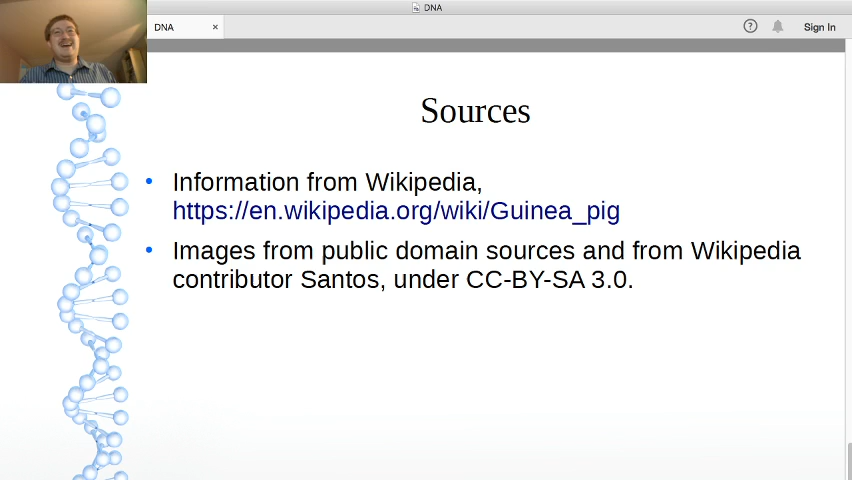 DNA
DNA ×
? Sign In
Sources
• Information from Wikipedia,
https://en.wikipedia.org/wiki/Guinea_pig
• Images from public domain sources and from Wikipedia
contributor Santos, under CC-BY-SA 3.0.